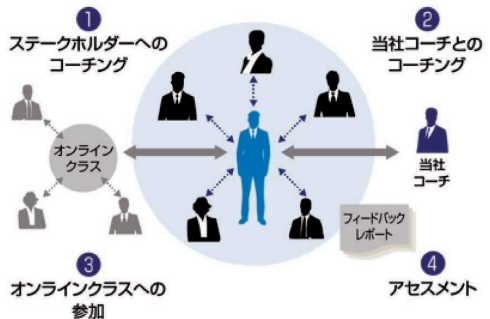 1
ステークホルダーへの
コーチング
2
当社コーチとの
コーチング
オンライン
クラス
当社
コーチ
フィードバック
レポート
3
オンラインクラスへの
参加
4
アセスメント